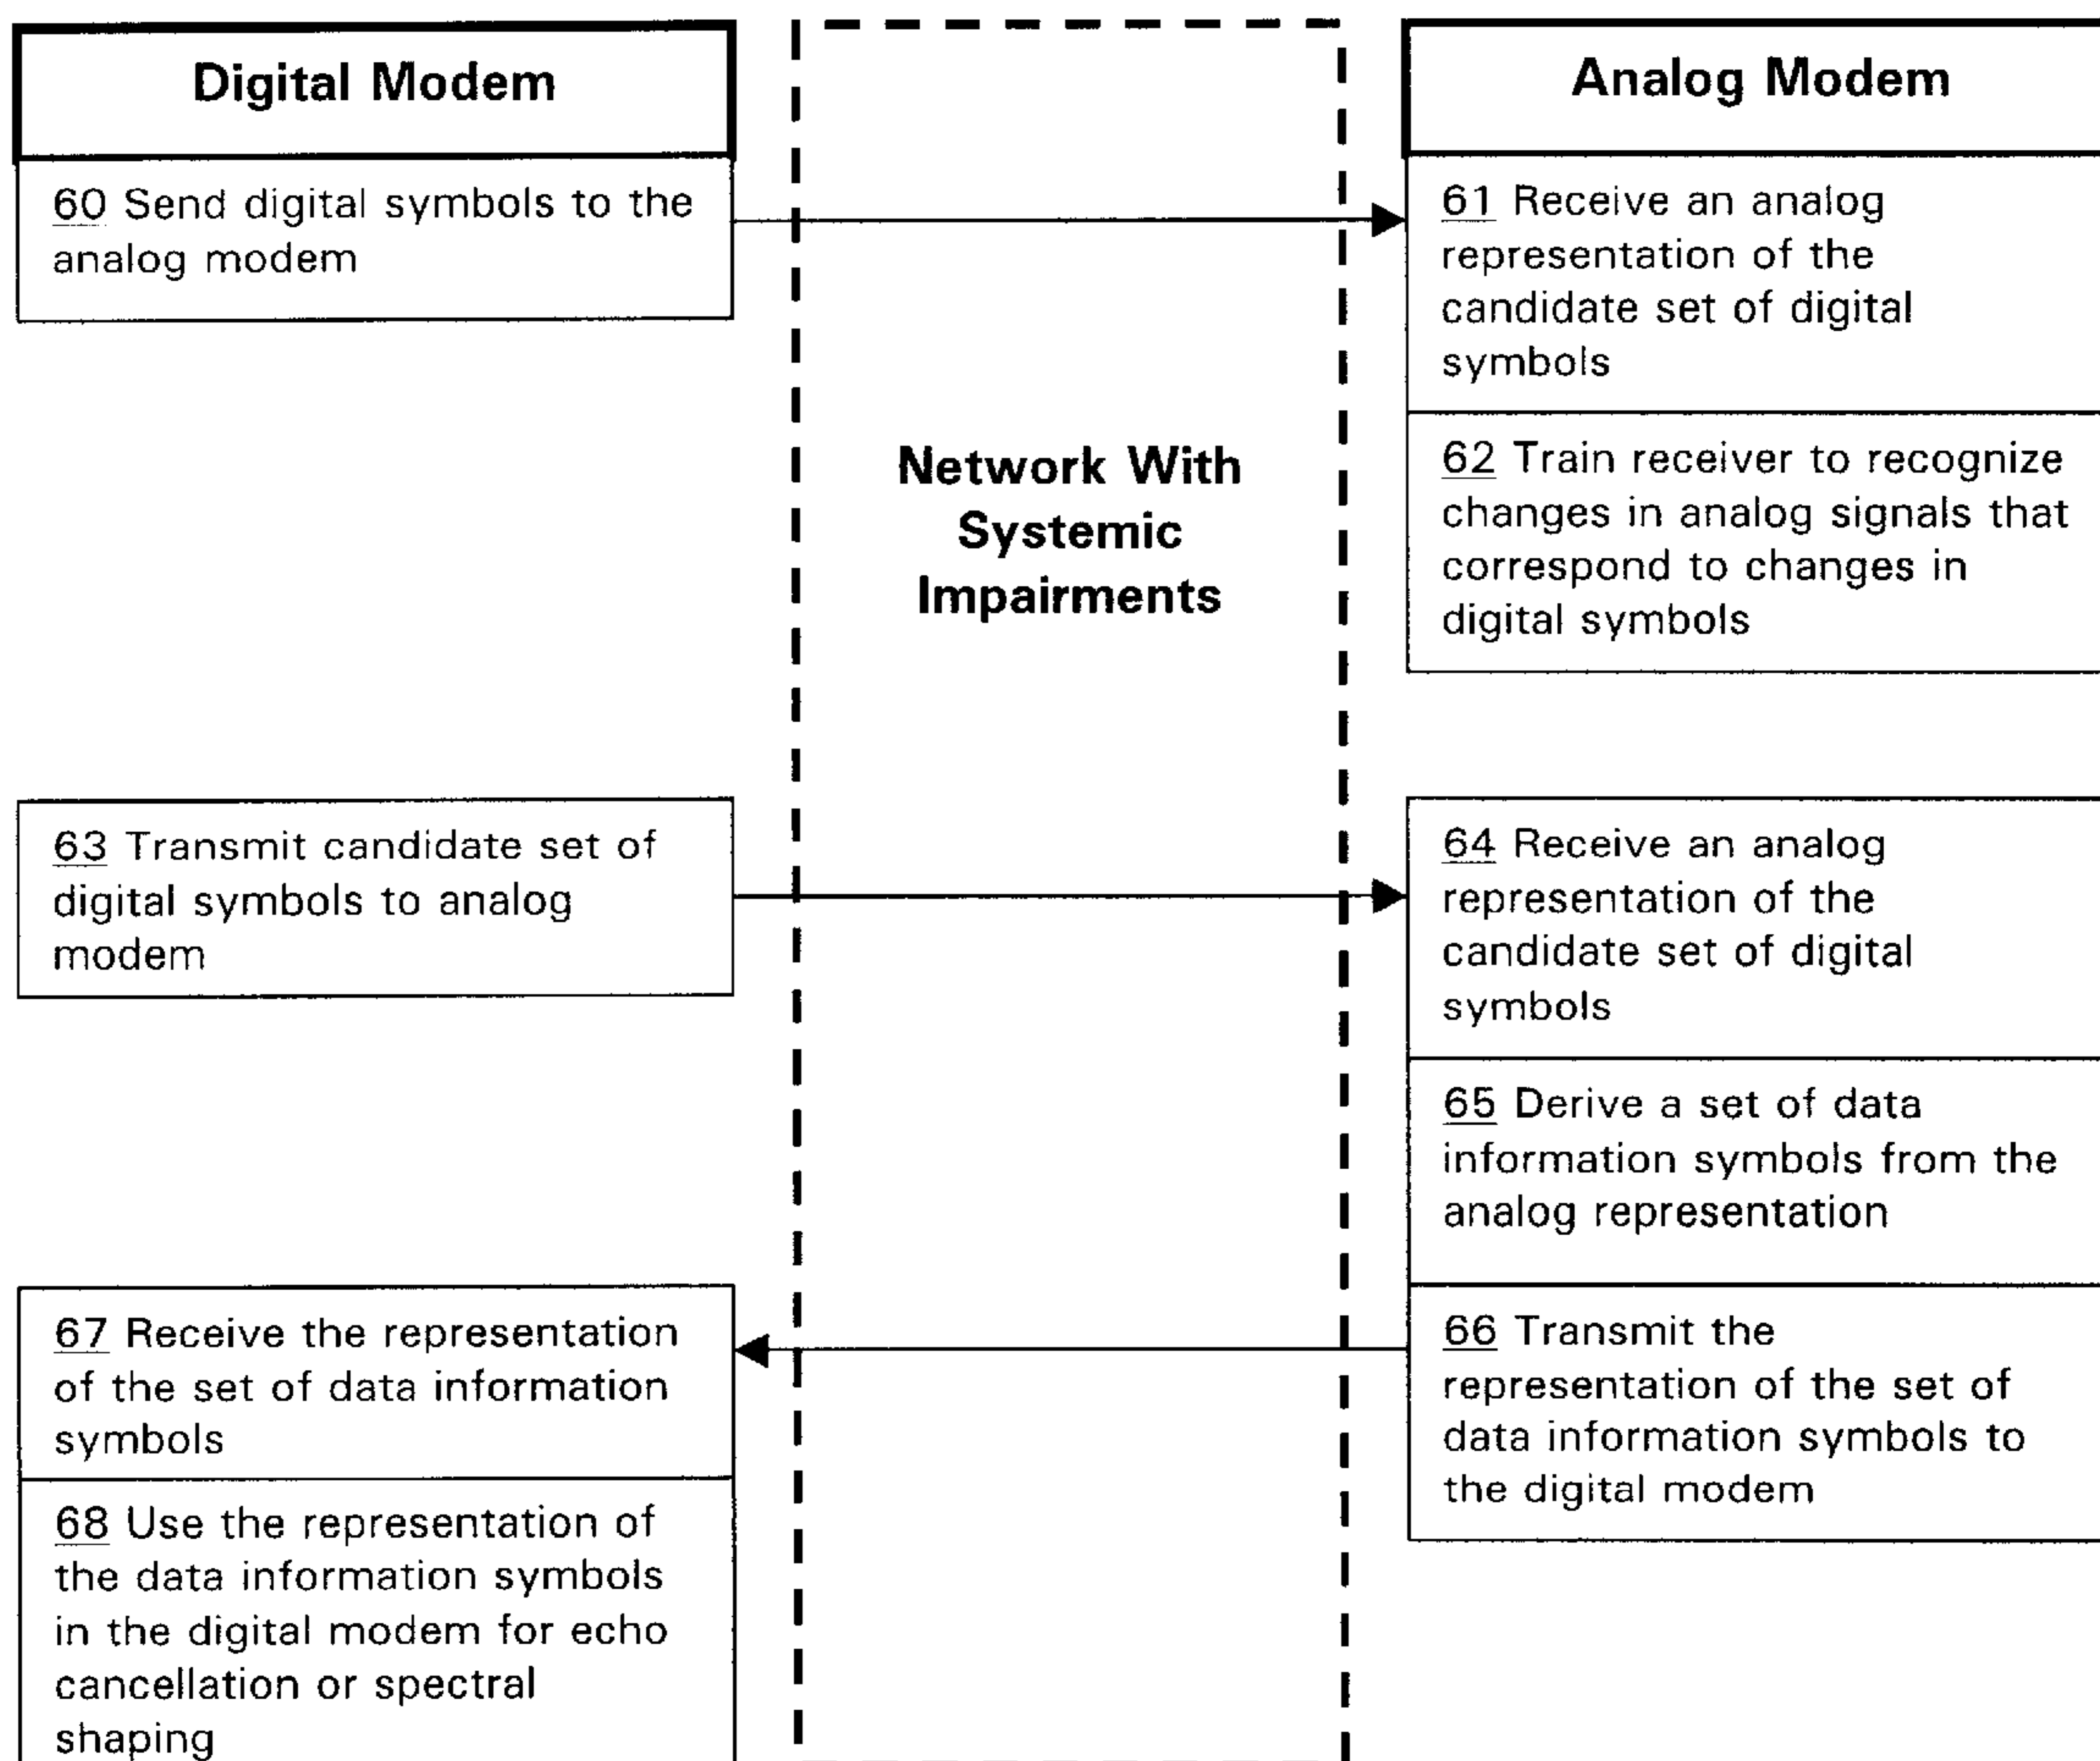 Digital Modem
60 Send digital symbols to the
analog modem
Network With
Systemic
Impairments
Analog Modem
61 Receive an analog
representation of the
candidate set of digital
symbols
62 Train receiver to recognize
changes in analog signals that
correspond to changes in
digital symbols
63 Transmit candidate set of
digital symbols to analog
modem
64 Receive an analog
representation of the
candidate set of digital
symbols
65 Derive a set of data
information symbols from the
analog representation
66 Transmit the
representation of the set of
data information symbols to
the digital modem
67 Receive the representation
of the set of data information
symbols
68 Use the representation of
the data information symbols
in the digital modem for echo
cancellation or spectral
shaping